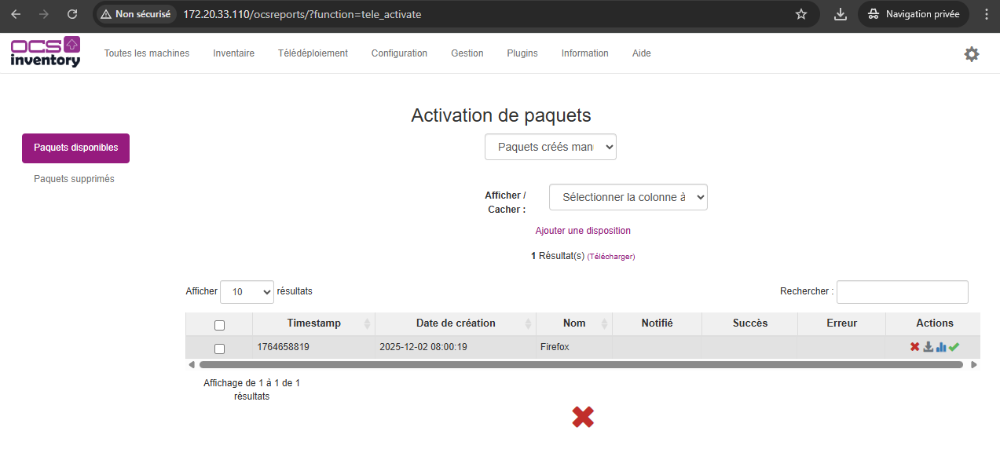 Non sécurisé
172.20.33.110/ocsreports/?function=tele_activate
Navigation privée
OCS inventory
Toutes les machines
Inventaire
Télédéploiement
Configuration
Gestion
Plugins
Information
Aide
Activation de paquets
Paquets disponibles
Paquets supprimés
Paquets créés man
Afficher / Cacher :
Sélectionner la colonne à
Ajouter une disposition
1 Résultat(s) (Télécharger)
Afficher 10 résultats
Rechercher :
Timestamp Date de création Nom Notifié Succès Erreur Actions
1764658819 2025-12-02 08:00:19 Firefox
Affichage de 1 à 1 de 1
résultats